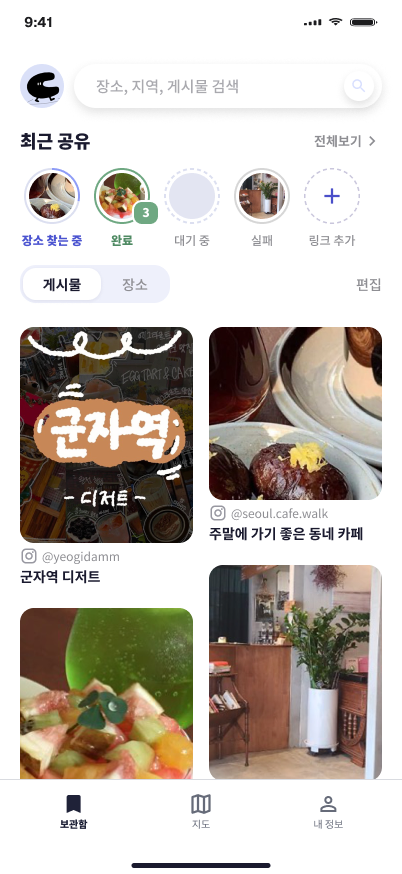 9:41
장소, 지역, 게시물 검색
최근 공유
전체보기
3
장소 찾는 중
완료
대기 중
실패
링크 추가
게시물
장소
편집
EGG TART & CAKE
군자역
- 디저트 -
@yeogidamm
군자역 디저트
@seoul.cafe.walk
주말에 가기 좋은 동네 카페
보관함
지도
내 정보